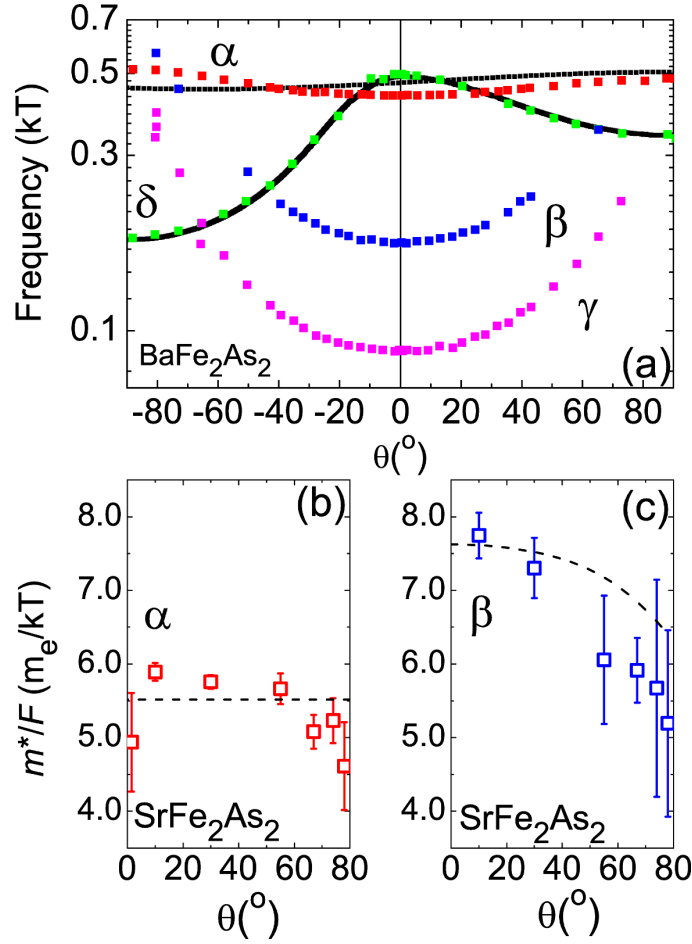 0.7
0.5
0.3
0.1
Frequency (kT)
α
δ
β
γ
BaFe2As2
(a)
-80 -60 -40 -20 0 20 40 60 80
θ(o)
(b)
(c)
8.0
7.0
6.0
5.0
4.0
8.0
7.0
6.0
5.0
4.0
m*/F (me/kT)
α
β
SrFe2As2
SrFe2As2
0 20 40 60 80
0 20 40 60 80
θ(o)
θ(o)